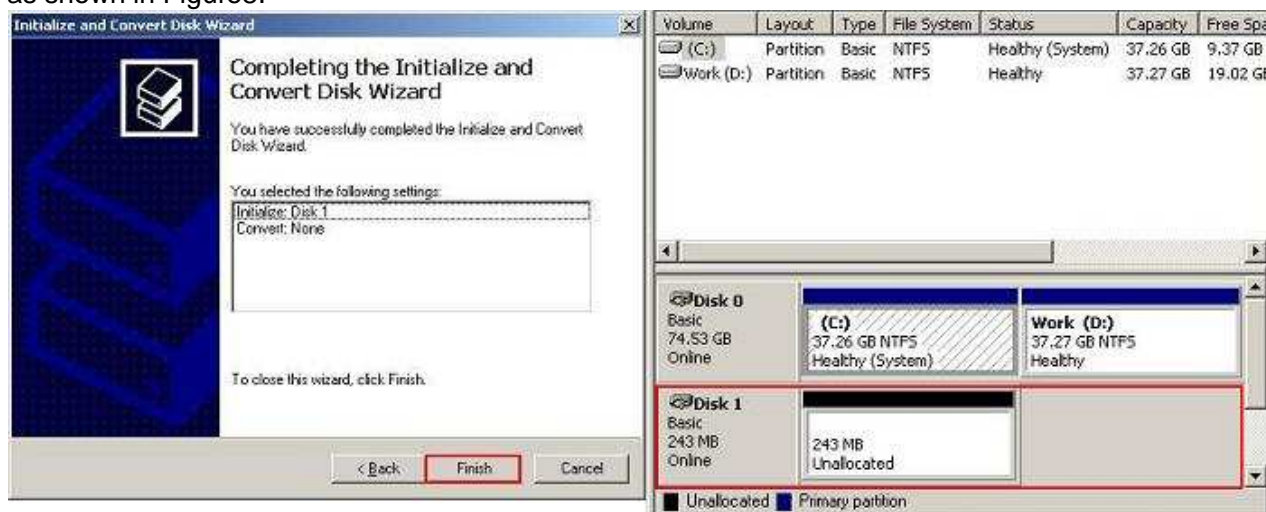 as shown in Figures.
Initialize and Convert Disk Wizard
Completing the Initialize and
Convert Disk Wizard
You have successfully completed the Initialize and Convert
Disk Wizard.
You selected the following settings:
Initialize: Disk 1
Convert: None
To close this wizard, click Finish.
< Back
Finish
Cancel
Volume Layout Type File System Status Capacity Free Spa
(C:) Partition Basic NTFS Healthy (System) 37.26 GB 9.37 GB
Work (D:) Partition Basic NTFS Healthy 37.27 GB 19.02 GB
Disk 0
Basic
74.53 GB
Online
(C:)
37.26 GB NTFS
Healthy (System)
Work (D:)
37.27 GB NTFS
Healthy
Disk 1
Basic
243 MB
Online
243 MB
Unallocated
Unallocated Primary partition